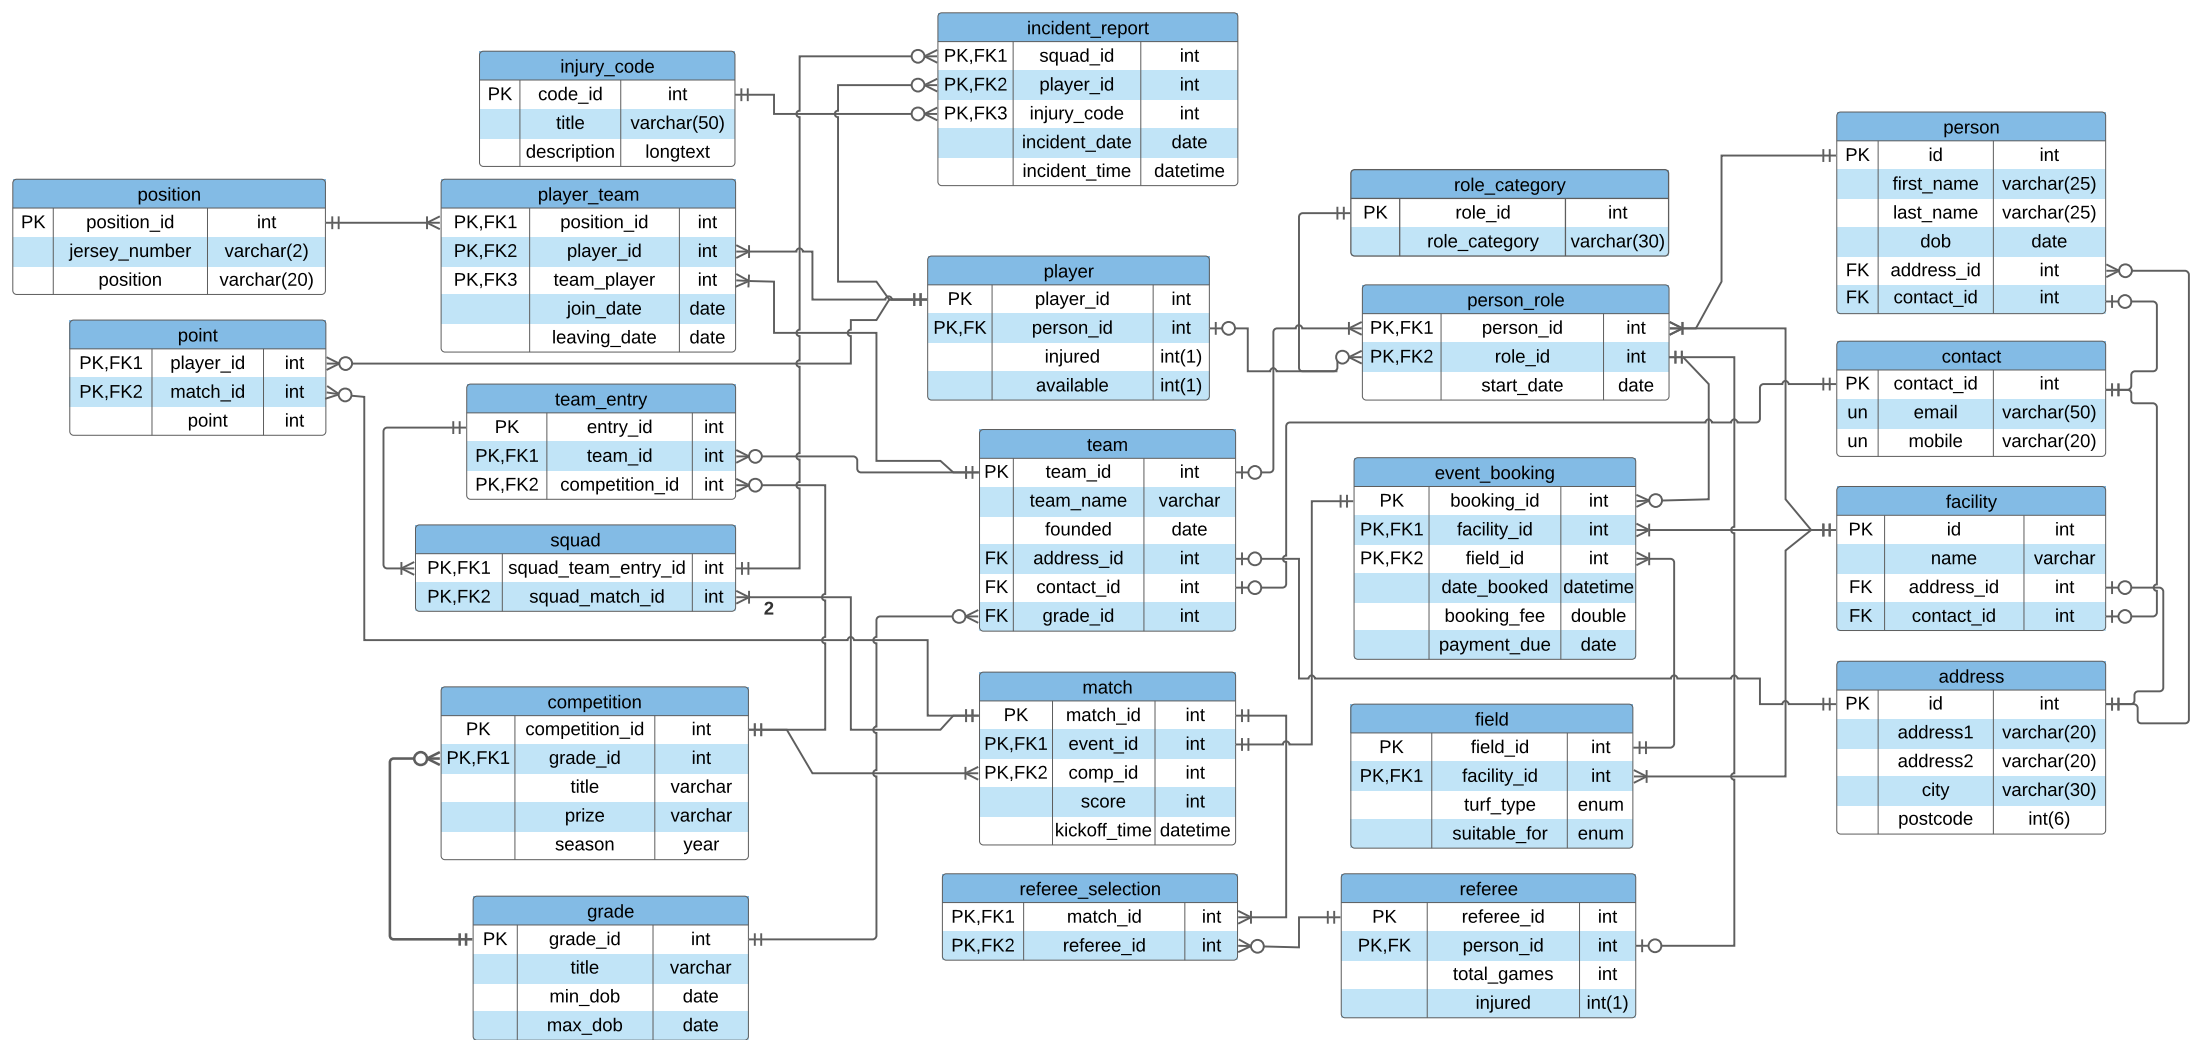 incident_report
PK,FK1 squad_id int
PK,FK2 player_id int
PK,FK3 injury_code int
incident_date date
incident_time datetime
injury_code
PK code_id int
title varchar(50)
description longtext
person
PK id int
first_name varchar(25)
last_name varchar(25)
dob date
FK address_id int
FK contact_id int
role_category
PK role_id int
role_category varchar(30)
position
PK position_id int
jersey_number varchar(2)
position varchar(20)
player_team
PK,FK1 position_id int
PK,FK2 player_id int
PK,FK3 team_player int
join_date date
leaving_date date
player
PK player_id int
PK,FK person_id int
injured int(1)
available int(1)
person_role
PK,FK1 person_id int
PK,FK2 role_id int
start_date date
point
PK,FK1 player_id int
PK,FK2 match_id int
point int
contact
PK contact_id int
un email varchar(50)
un mobile varchar(20)
team_entry
PK entry_id int
PK,FK1 team_id int
PK,FK2 competition_id int
team
PK team_id int
team_name varchar
founded date
FK address_id int
FK contact_id int
FK grade_id int
event_booking
PK booking_id int
PK,FK1 facility_id int
PK,FK2 field_id int
date_booked datetime
booking_fee double
payment_due date
facility
PK id int
name varchar
FK address_id int
FK contact_id int
squad
PK,FK1 squad_team_entry_id int
PK,FK2 squad_match_id int
2
address
PK id int
address1 varchar(20)
address2 varchar(20)
city varchar(30)
postcode int(6)
match
PK match_id int
PK,FK1 event_id int
PK,FK2 comp_id int
score int
kickoff_time datetime
competition
PK competition_id int
PK,FK1 grade_id int
title varchar
prize varchar
season year
field
PK field_id int
PK,FK1 facility_id int
turf_type enum
suitable_for enum
referee_selection
PK,FK1 match_id int
PK,FK2 referee_id int
referee
PK referee_id int
PK,FK person_id int
total_games int
injured int(1)
grade
PK grade_id int
title varchar
min_dob date
max_dob date